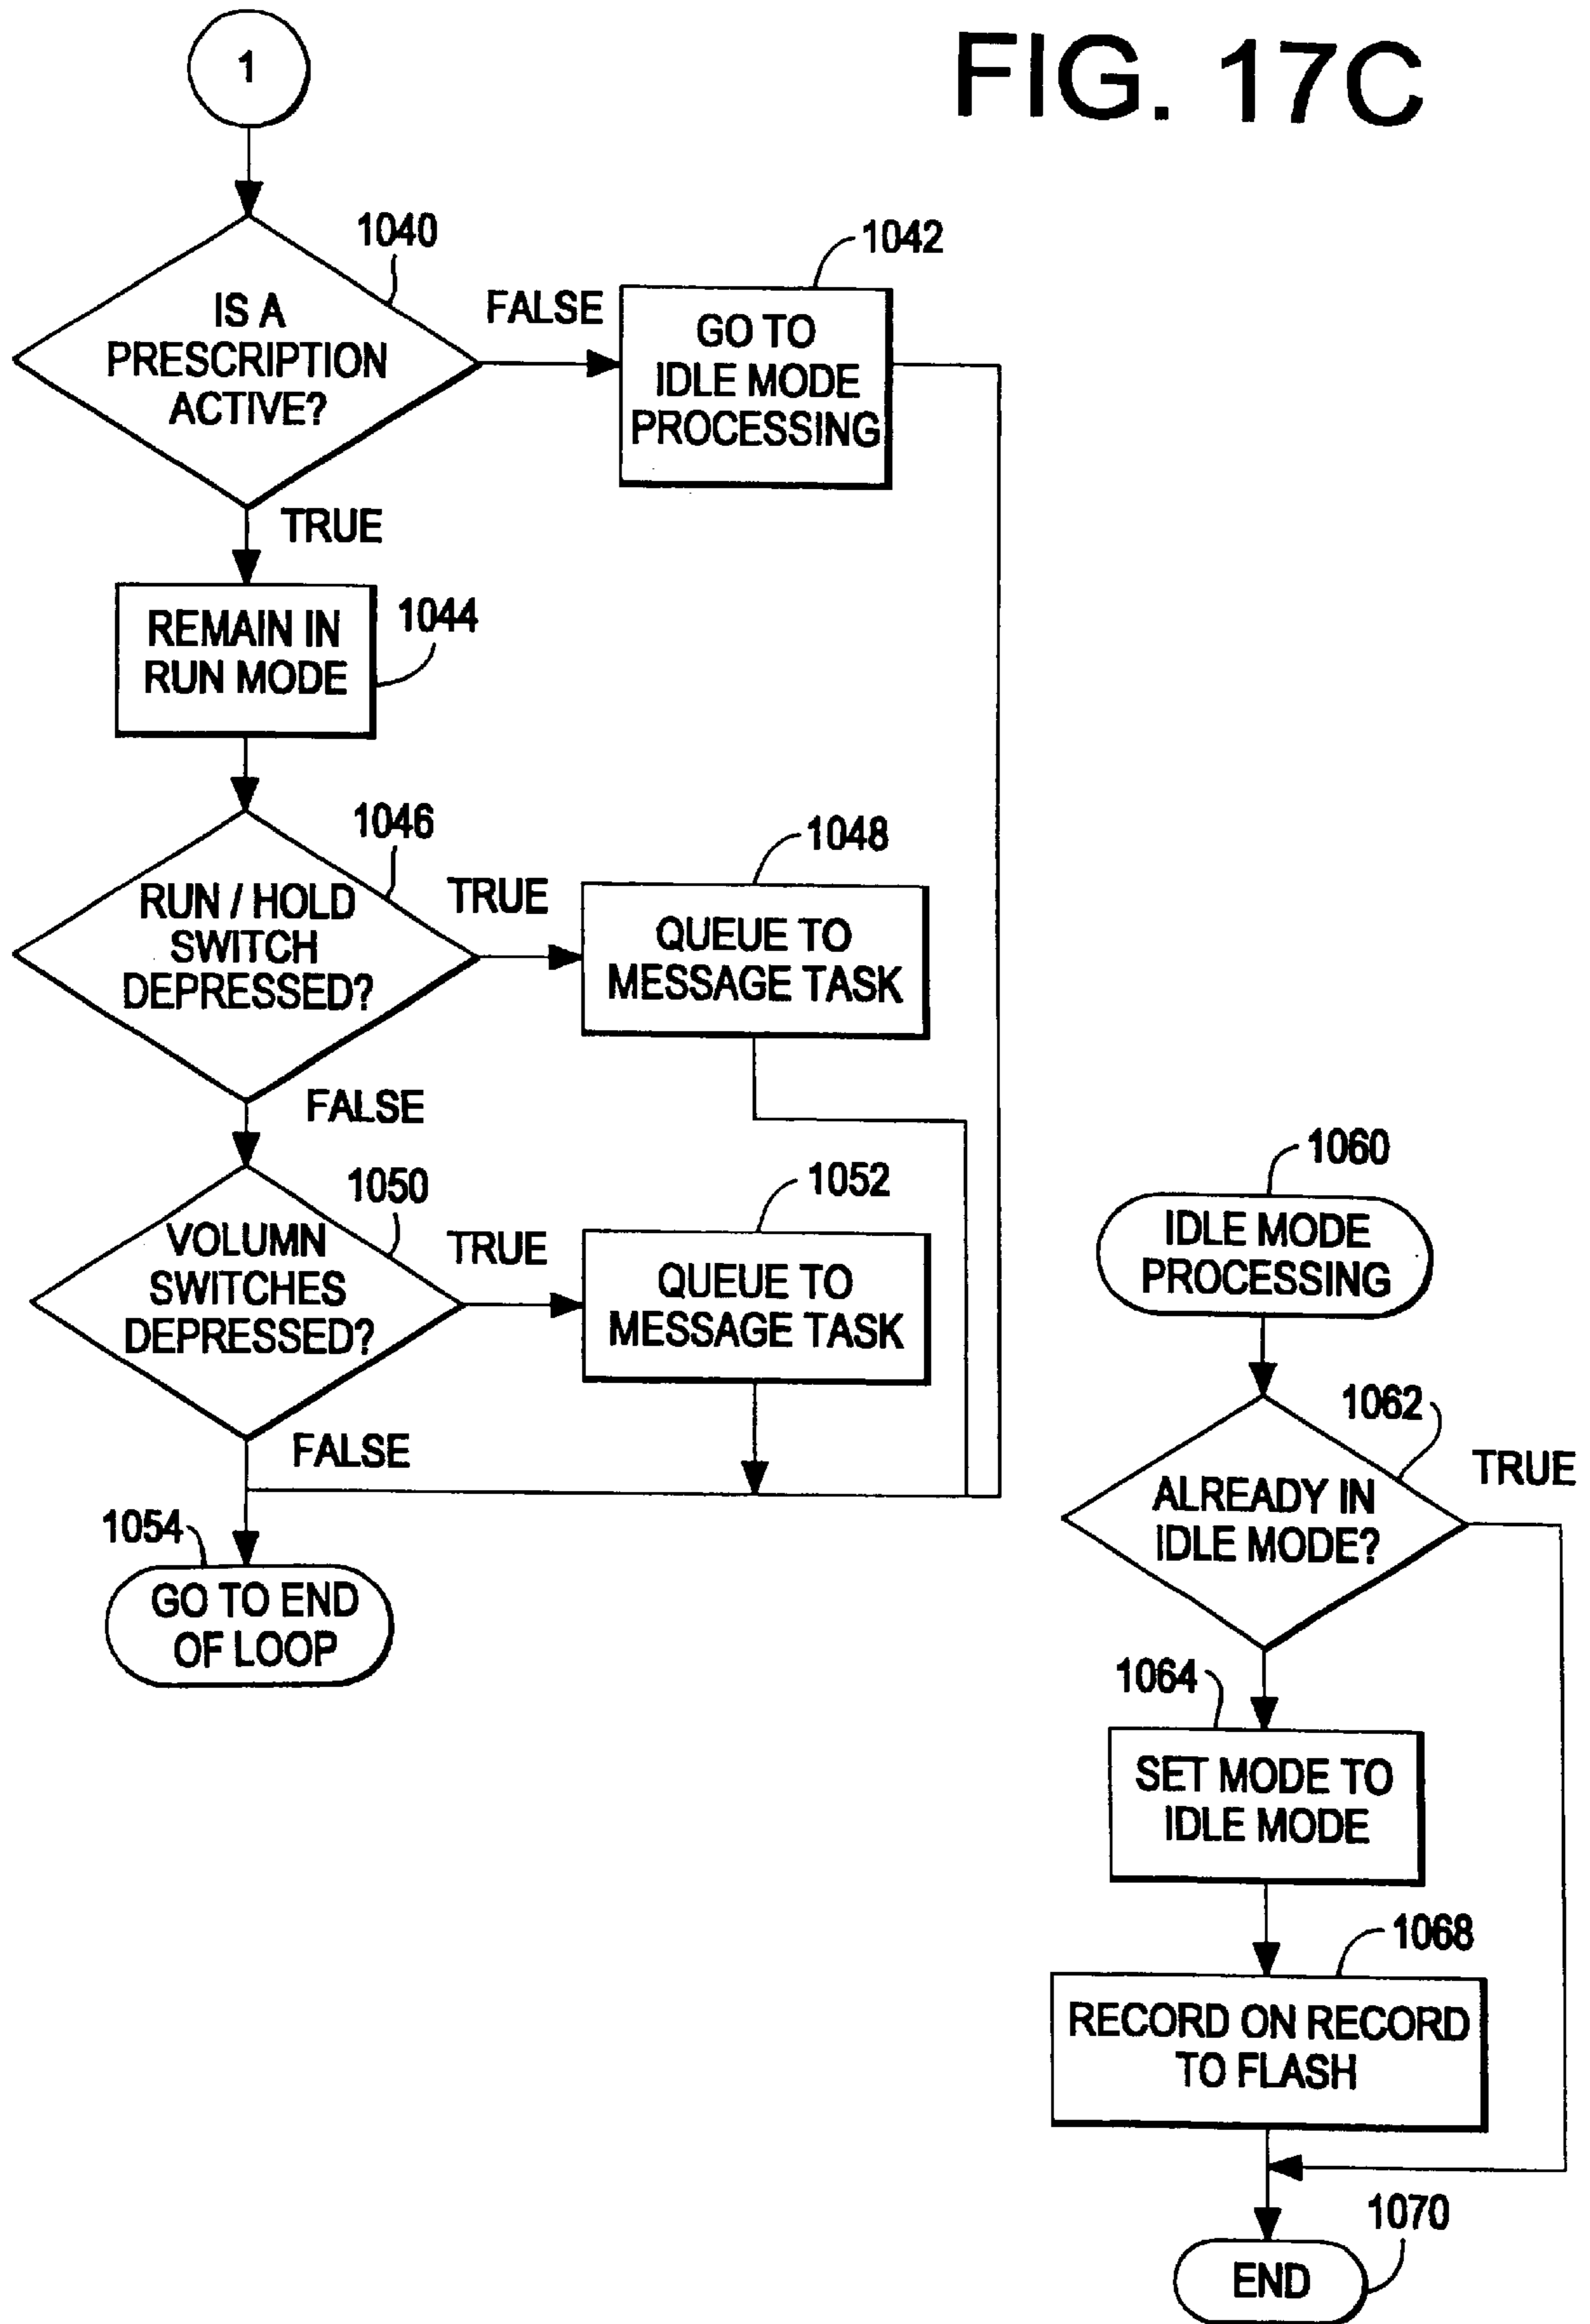 FIG. 17C
1
1040
IS A
PRESCRIPTION
ACTIVE?
FALSE
1042
GO TO
IDLE MODE
PROCESSING
TRUE
REMAIN IN
RUN MODE
1044
1046
RUN / HOLD
SWITCH
DEPRESSED?
TRUE
1048
QUEUE TO
MESSAGE TASK
FALSE
1050
VOLUMN
SWITCHES
DEPRESSED?
TRUE
1052
QUEUE TO
MESSAGE TASK
FALSE
1054
GO TO END
OF LOOP
1060
IDLE MODE
PROCESSING
1062
ALREADY IN
IDLE MODE?
TRUE
1064
SET MODE TO
IDLE MODE
1068
RECORD ON RECORD
TO FLASH
1070
END